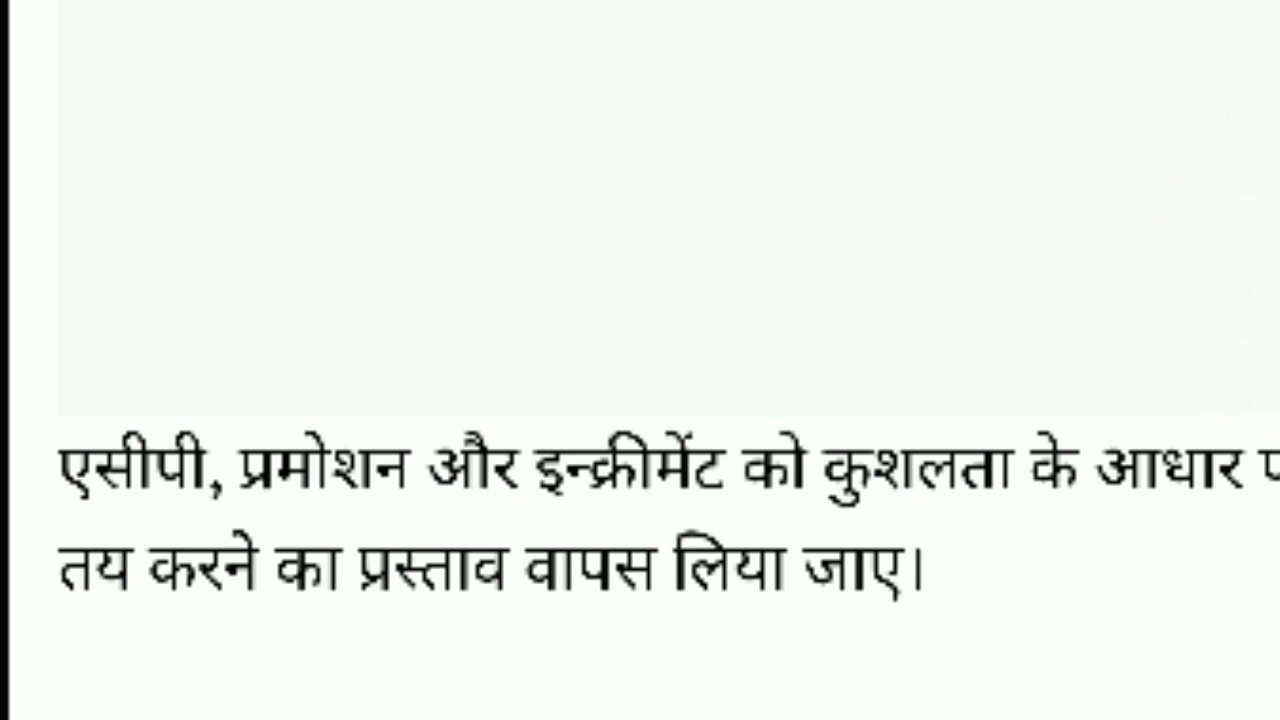 एसीपी, प्रमोशन और इन्क्रीमेंट को कुशलता के आधार
तय करने का प्रस्ताव वापस लिया जाए।